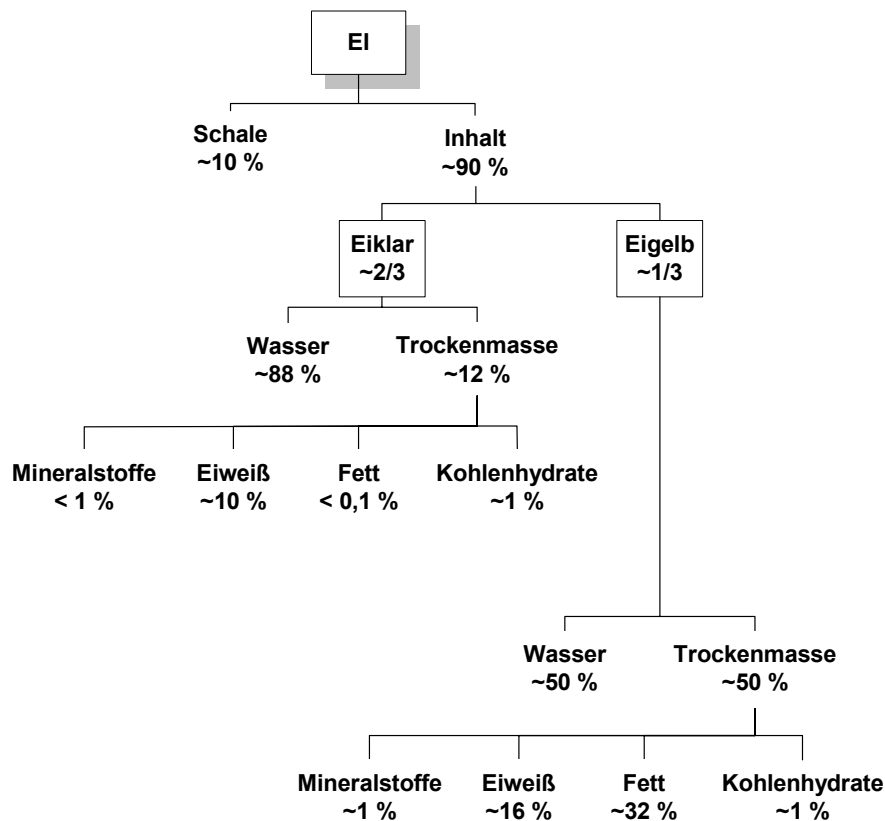 EI
Schale
~10 %
Inhalt
~90 %
Eiklar
~2/3
Eigelb
~1/3
Wasser
~88 %
Trockenmasse
~12 %
Mineralstoffe
< 1 %
Eiweiß
~10 %
Fett
< 0,1 %
Kohlenhydrate
~1 %
Wasser
~50 %
Trockenmasse
~50 %
Mineralstoffe
~1 %
Eiweiß
~16 %
Fett
~32 %
Kohlenhydrate
~1 %